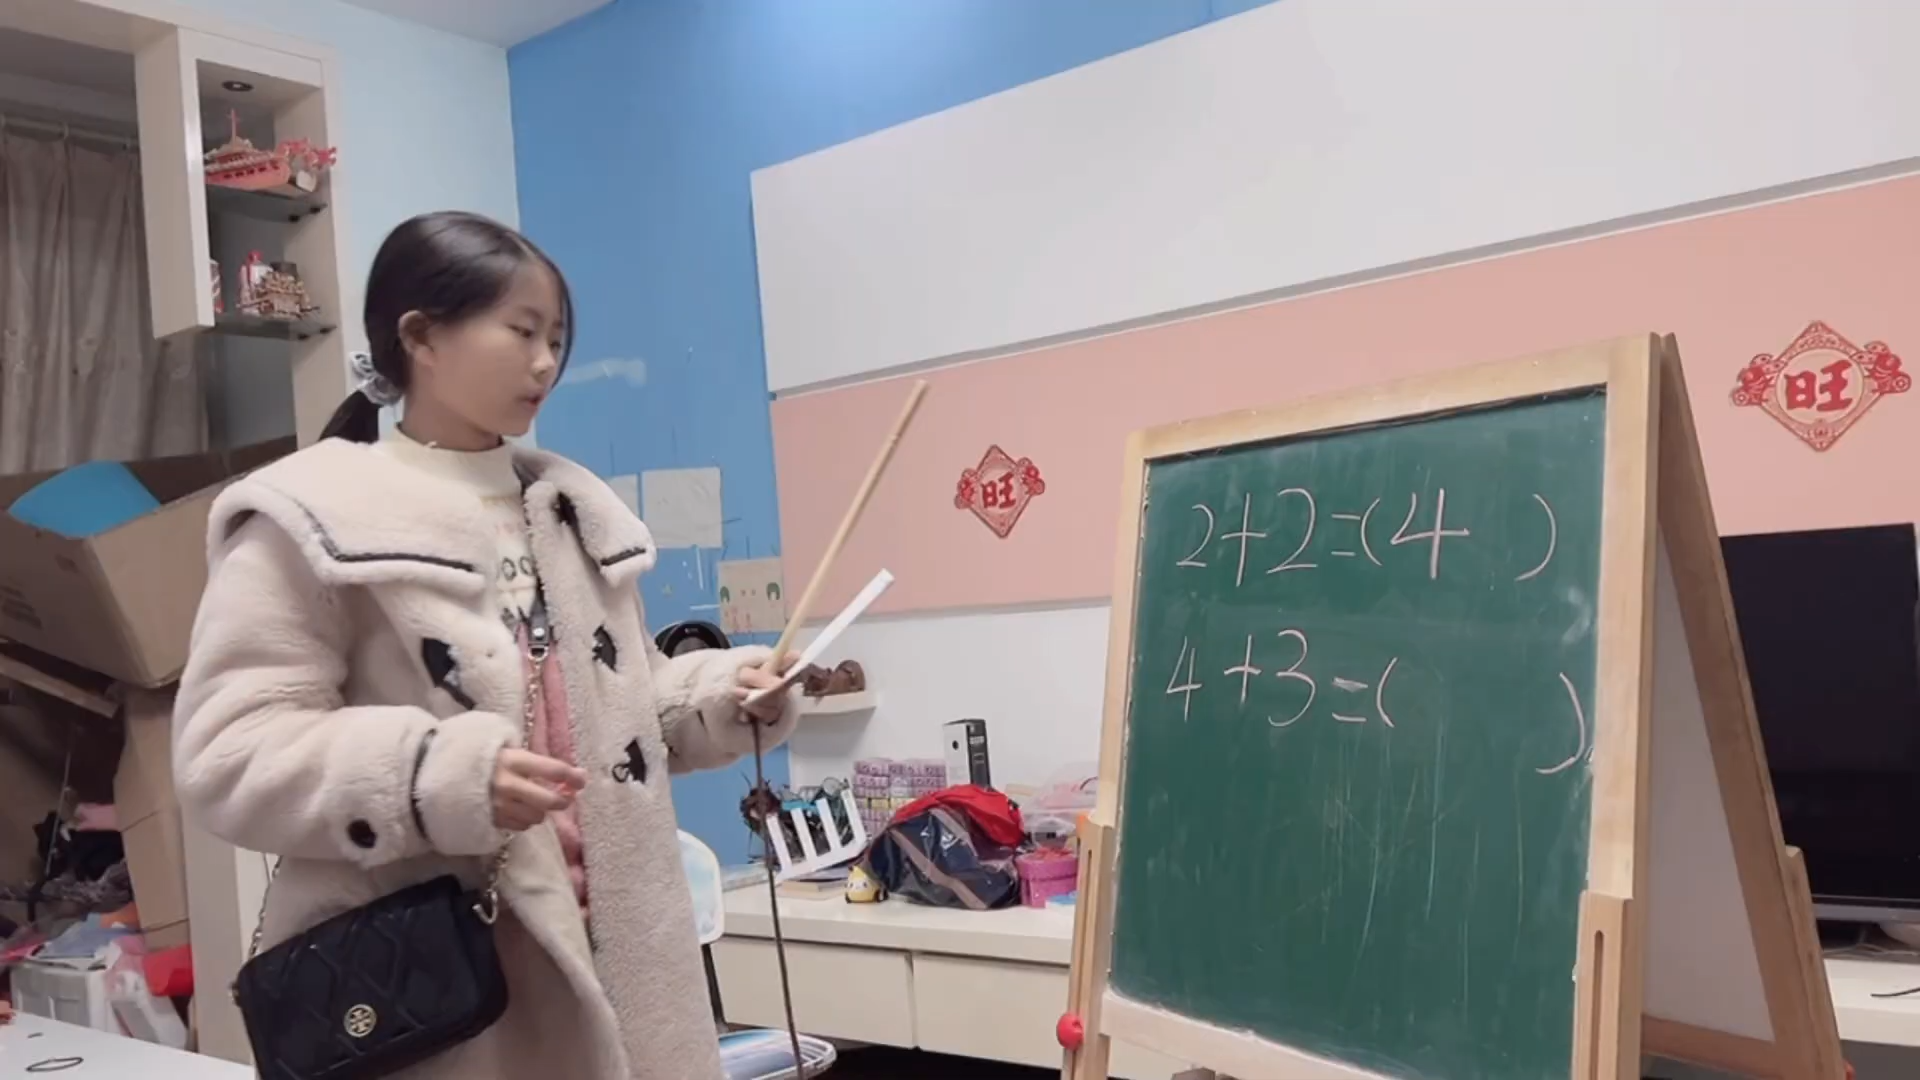 2+2=(4 )
4+3=( )
旺
旺